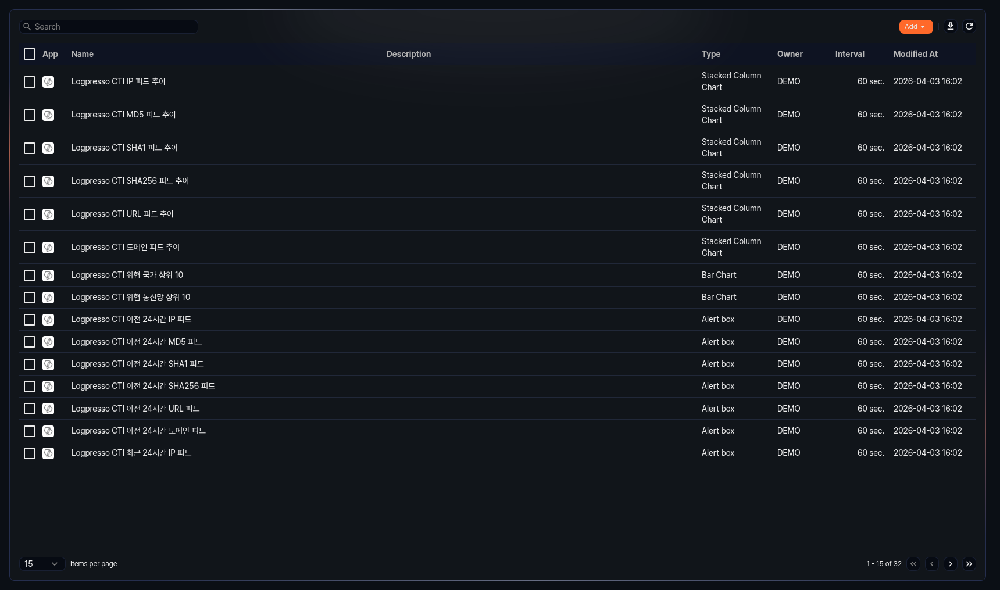 Search
Add
App Name Description Type Owner Interval Modified At
Logpresso CTI IP 피드 추이 Stacked Column Chart DEMO 60 sec. 2026-04-03 16:02
Logpresso CTI MD5 피드 추이 Stacked Column Chart DEMO 60 sec. 2026-04-03 16:02
Logpresso CTI SHA1 피드 추이 Stacked Column Chart DEMO 60 sec. 2026-04-03 16:02
Logpresso CTI SHA256 피드 추이 Stacked Column Chart DEMO 60 sec. 2026-04-03 16:02
Logpresso CTI URL 피드 추이 Stacked Column Chart DEMO 60 sec. 2026-04-03 16:02
Logpresso CTI 도메인 피드 추이 Stacked Column Chart DEMO 60 sec. 2026-04-03 16:02
Logpresso CTI 위협 국가 상위 10 Bar Chart DEMO 60 sec. 2026-04-03 16:02
Logpresso CTI 위협 통신망 상위 10 Bar Chart DEMO 60 sec. 2026-04-03 16:02
Logpresso CTI 이전 24시간 IP 피드 Alert box DEMO 60 sec. 2026-04-03 16:02
Logpresso CTI 이전 24시간 MD5 피드 Alert box DEMO 60 sec. 2026-04-03 16:02
Logpresso CTI 이전 24시간 SHA1 피드 Alert box DEMO 60 sec. 2026-04-03 16:02
Logpresso CTI 이전 24시간 SHA256 피드 Alert box DEMO 60 sec. 2026-04-03 16:02
Logpresso CTI 이전 24시간 URL 피드 Alert box DEMO 60 sec. 2026-04-03 16:02
Logpresso CTI 이전 24시간 도메인 피드 Alert box DEMO 60 sec. 2026-04-03 16:02
Logpresso CTI 최근 24시간 IP 피드 Alert box DEMO 60 sec. 2026-04-03 16:02
15 Items per page 1 - 15 of 32